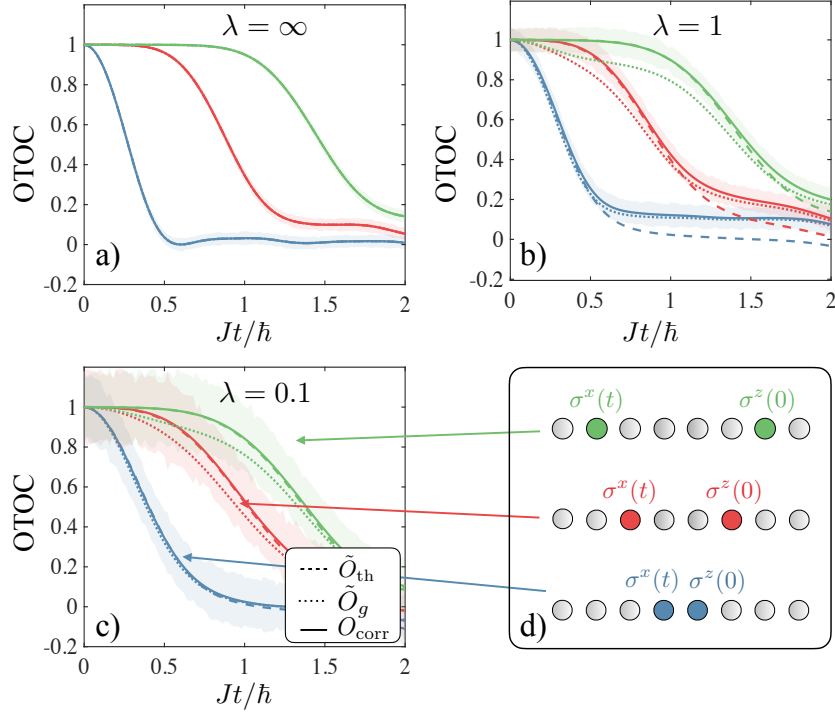 λ = ∞
OTOC
1
0.8
0.6
0.4
0.2
0
-0.2
a)
0 0.5 1 1.5 2
Jt/ħ
λ = 1
OTOC
1
0.8
0.6
0.4
0.2
0
-0.2
b)
0 0.5 1 1.5 2
Jt/ħ
λ = 0.1
OTOC
1
0.8
0.6
0.4
0.2
0
-0.2
c)
Õ_th
Õ_g
O_corr
0 0.5 1 1.5 2
Jt/ħ
σ^x(t) σ^z(0)
σ^x(t) σ^z(0)
σ^x(t) σ^z(0)
d)